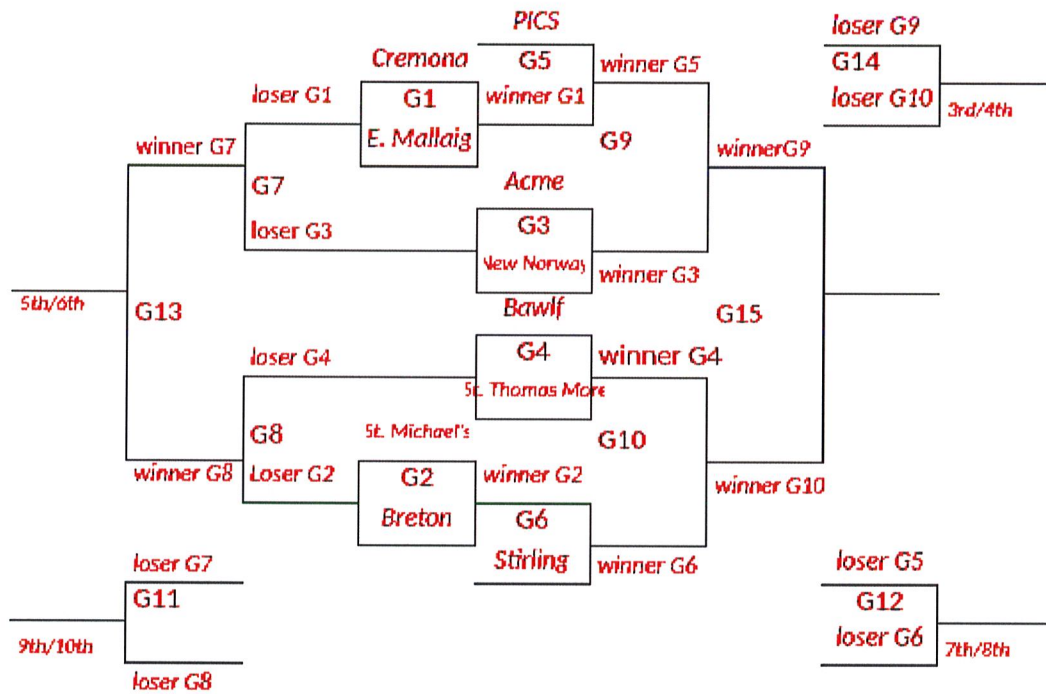 PICS
loser G9
Cremona
G5
winner G5
G14
loser G1
G1
winner G1
loser G10
3rd/4th
winner G7
E. Mallaig
G9
winnerG9
G7
Acme
loser G3
G3
New Norway
winner G3
5th/6th
G13
Bawlf
G15
loser G4
G4
winner G4
St. Thomas More
G8
St. Michael's
G10
winner G8
Loser G2
G2
winner G2
winner G10
Breton
G6
Stirling
winner G6
loser G7
loser G5
G11
G12
9th/10th
loser G6
7th/8th
loser G8